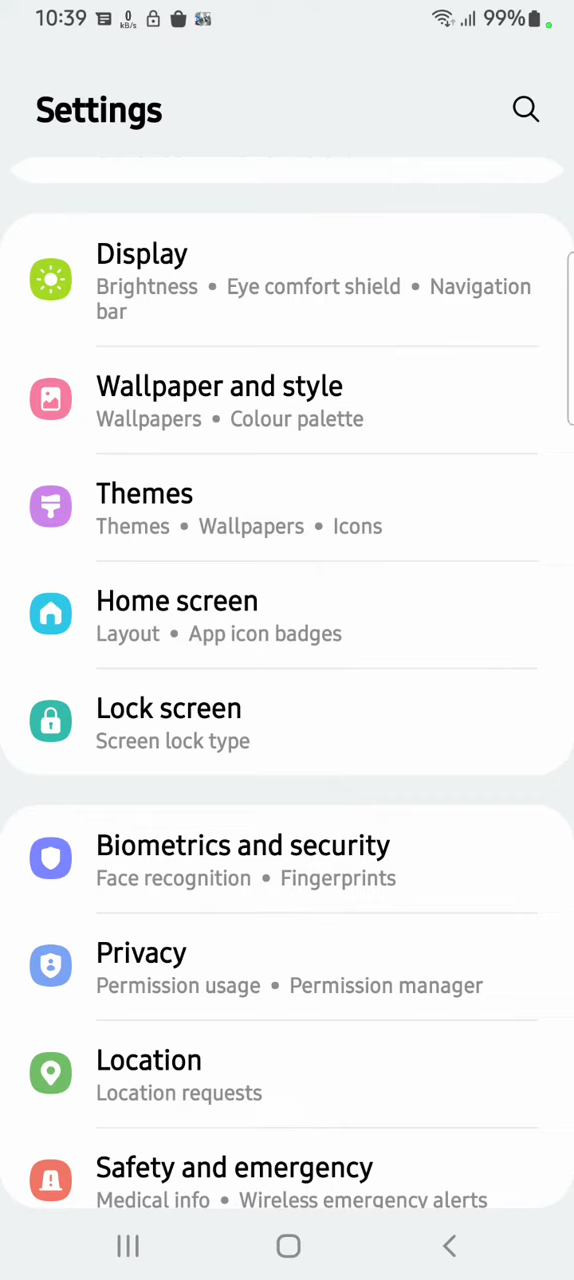 10:39
0
kB/s
99%
Settings
Display
Brightness • Eye comfort shield • Navigation
bar
Wallpaper and style
Wallpapers • Colour palette
Themes
Themes • Wallpapers • Icons
Home screen
Layout • App icon badges
Lock screen
Screen lock type
Biometrics and security
Face recognition • Fingerprints
Privacy
Permission usage • Permission manager
Location
Location requests
Safety and emergency
Medical info • Wireless emergency alerts